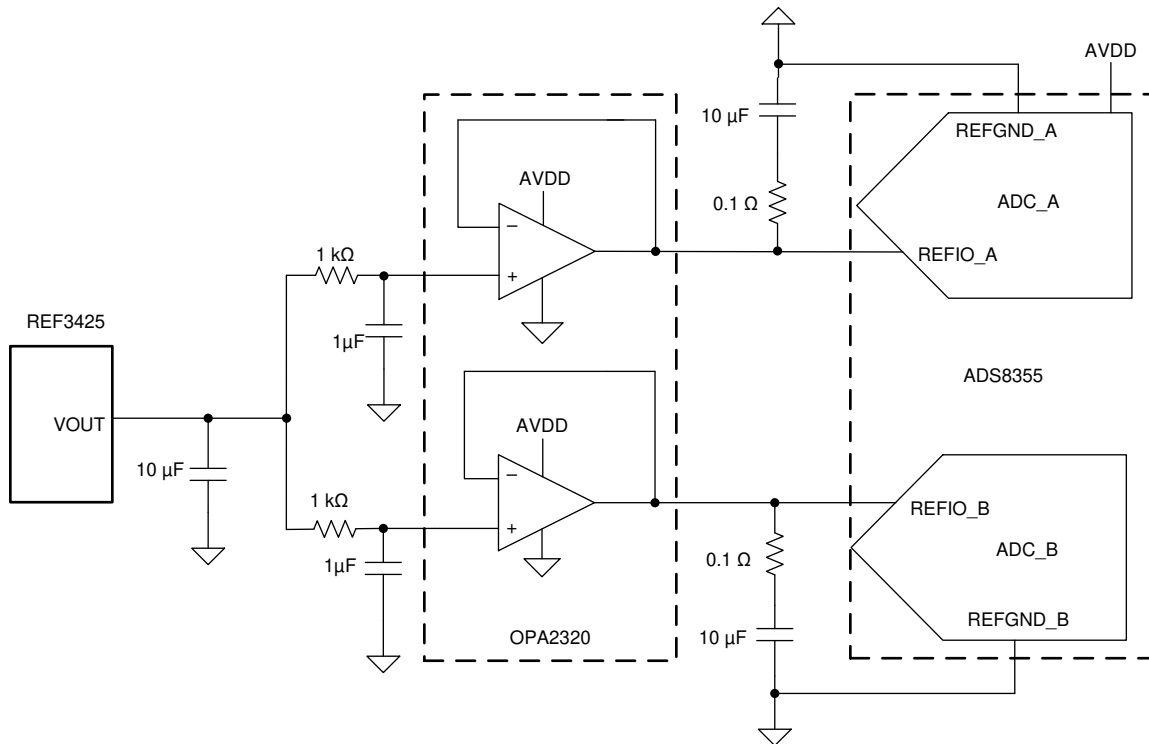 AVDD
10 µF
REFGND_A
AVDD
0.1 Ω
ADC_A
−
1 kΩ
REFIO_A
+
REF3425
1µF
ADS8355
VOUT
AVDD
10 µF
−
1 kΩ
REFIO_B
+
ADC_B
1µF
0.1 Ω
REFGND_B
OPA2320
10 µF